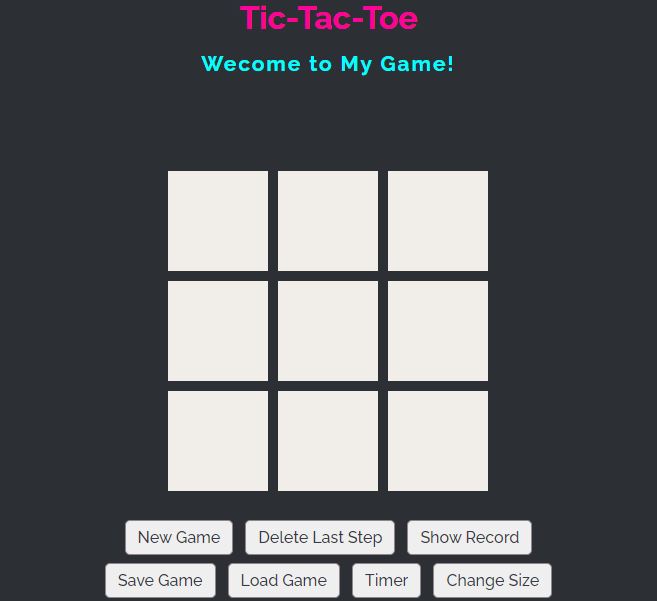 Tic-Tac-Toe
Wecome to My Game!
New Game Delete Last Step Show Record
Save Game Load Game Timer Change Size